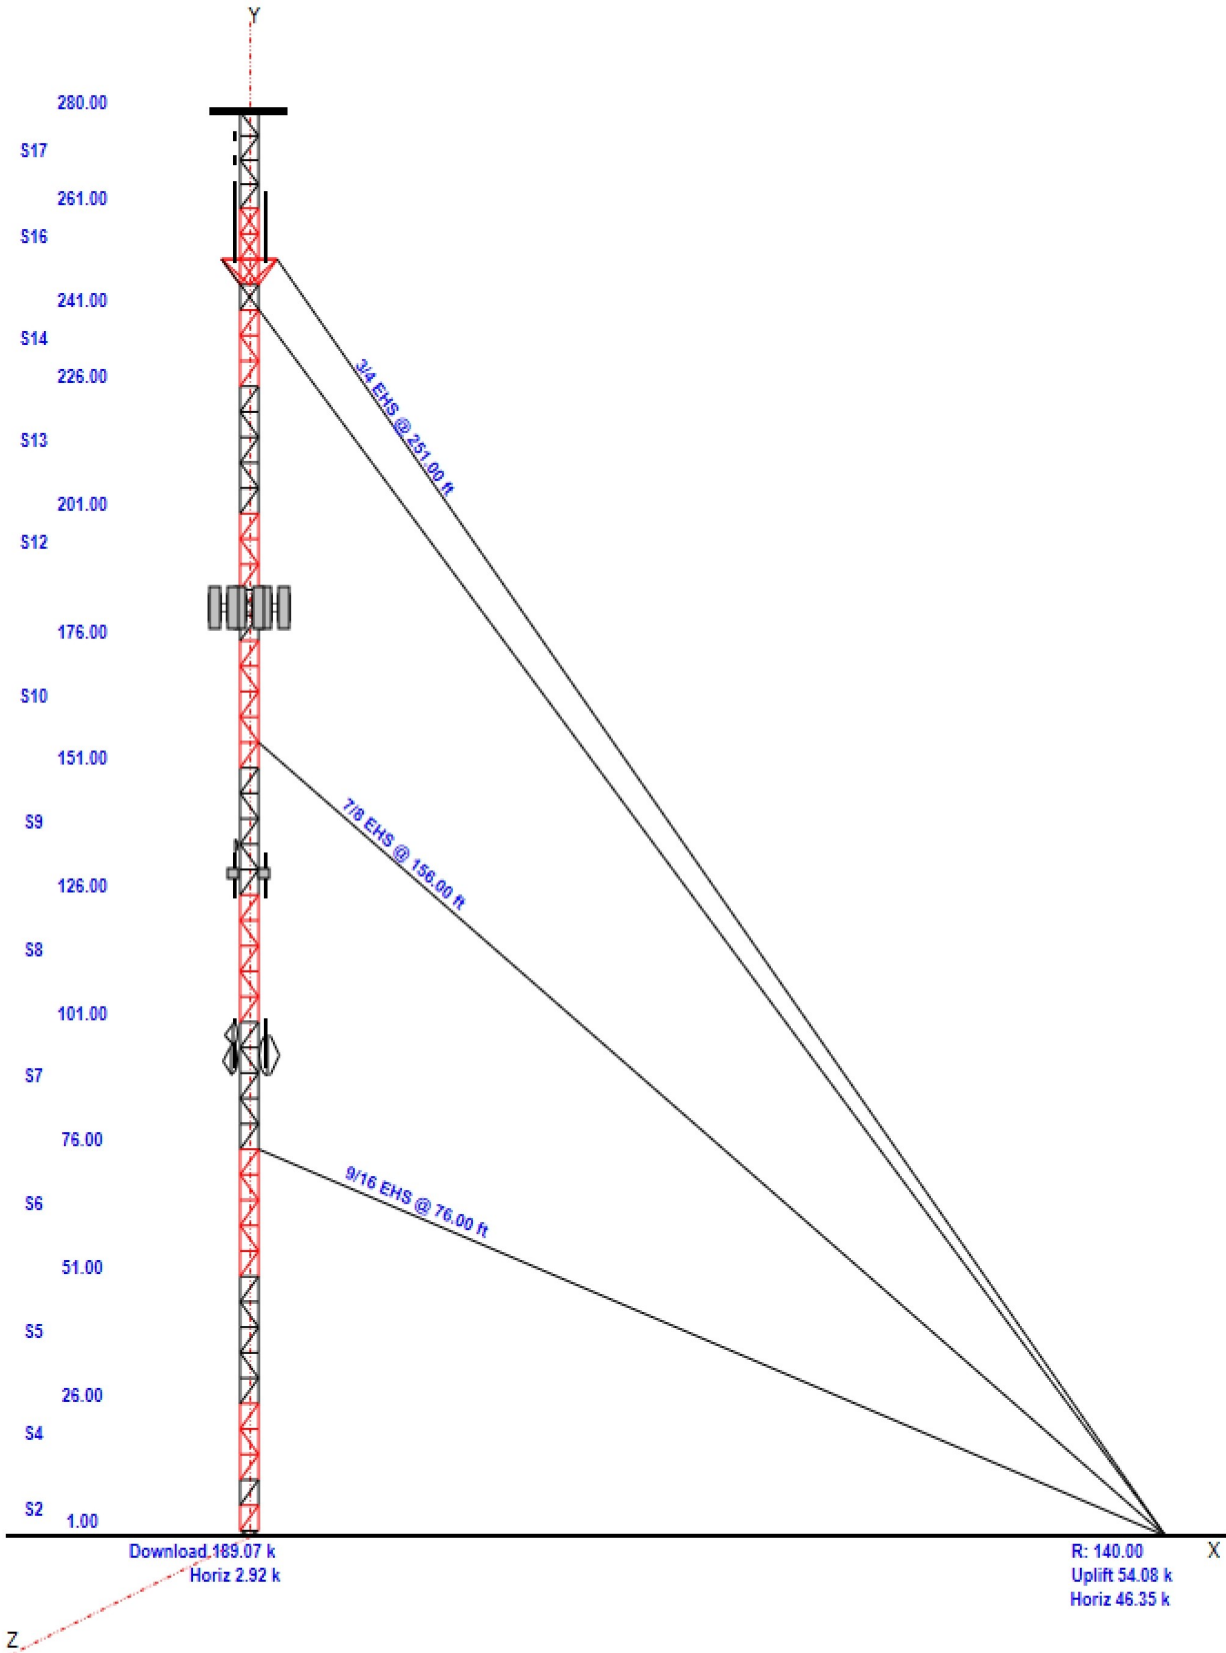 Y
280.00
S17
261.00
S16
241.00
S14
226.00
3/4 EHS @ 251.00 ft
S13
201.00
S12
176.00
S10
151.00
7/8 EHS @ 156.00 ft
S9
126.00
S8
101.00
S7
76.00
9/16 EHS @ 76.00 ft
S6
51.00
S5
26.00
S4
S2
1.00
Download 189.07 k
Horiz 2.92 k
R: 140.00
X
Uplift 54.08 k
Horiz 46.35 k
Z